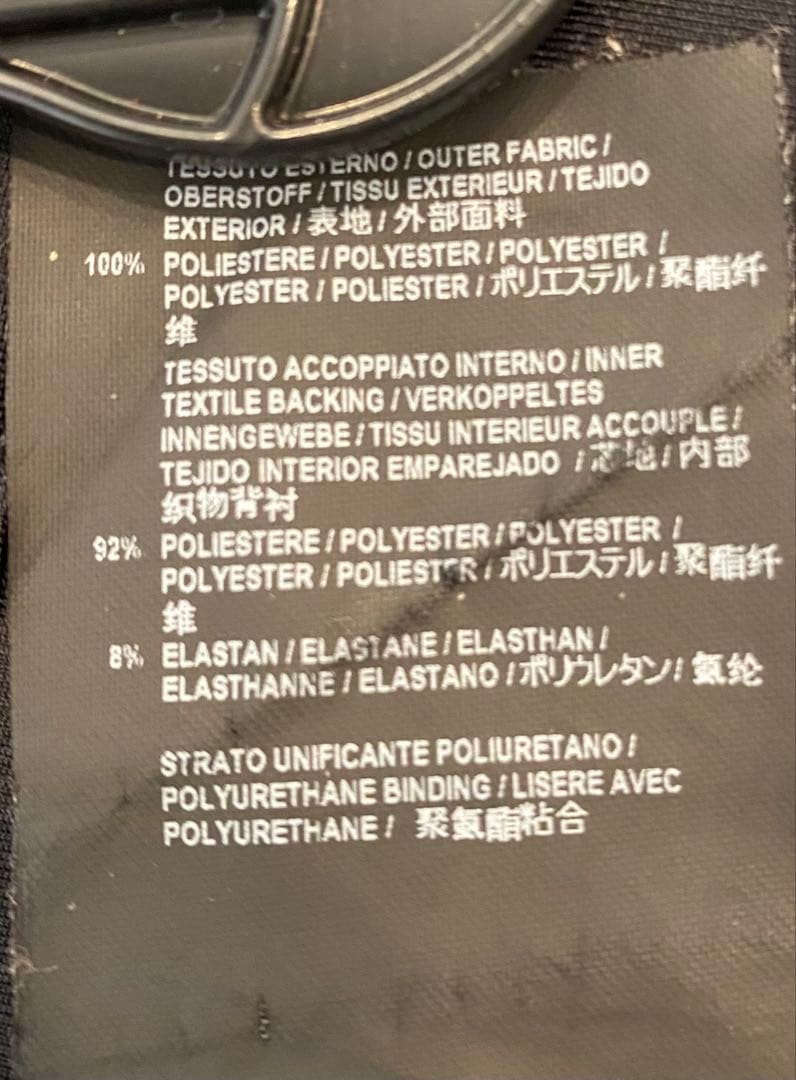 TESSUTO ESTERNO / OUTER FABRIC /
OBERSTOFF / TISSU EXTERIEUR / TEJIDO
EXTERIOR / 表地 / 外部面料
100% POLIESTERE / POLYESTER / POLYESTER /
POLYESTER / POLIESTER / ポリエステル / 聚酯纤
维
TESSUTO ACCOPPIATO INTERNO / INNER
TEXTILE BACKING / VERKOPPELTES
INNENGEWEBE / TISSU INTERIEUR ACCOUPLE /
TEJIDO INTERIOR EMPAREJADO / 芯地 / 内部
织物背衬
92% POLIESTERE / POLYESTER / POLYESTER /
POLYESTER / POLIESTER / ポリエステル / 聚酯纤
维
8% ELASTAN / ELASTANE / ELASTHAN /
ELASTHANNE / ELASTANO / ポリウレタン / 氨纶
STRATO UNIFICANTE POLIURETANO /
POLYURETHANE BINDING / LISERE AVEC
POLYURETHANE / 聚氨酯粘合